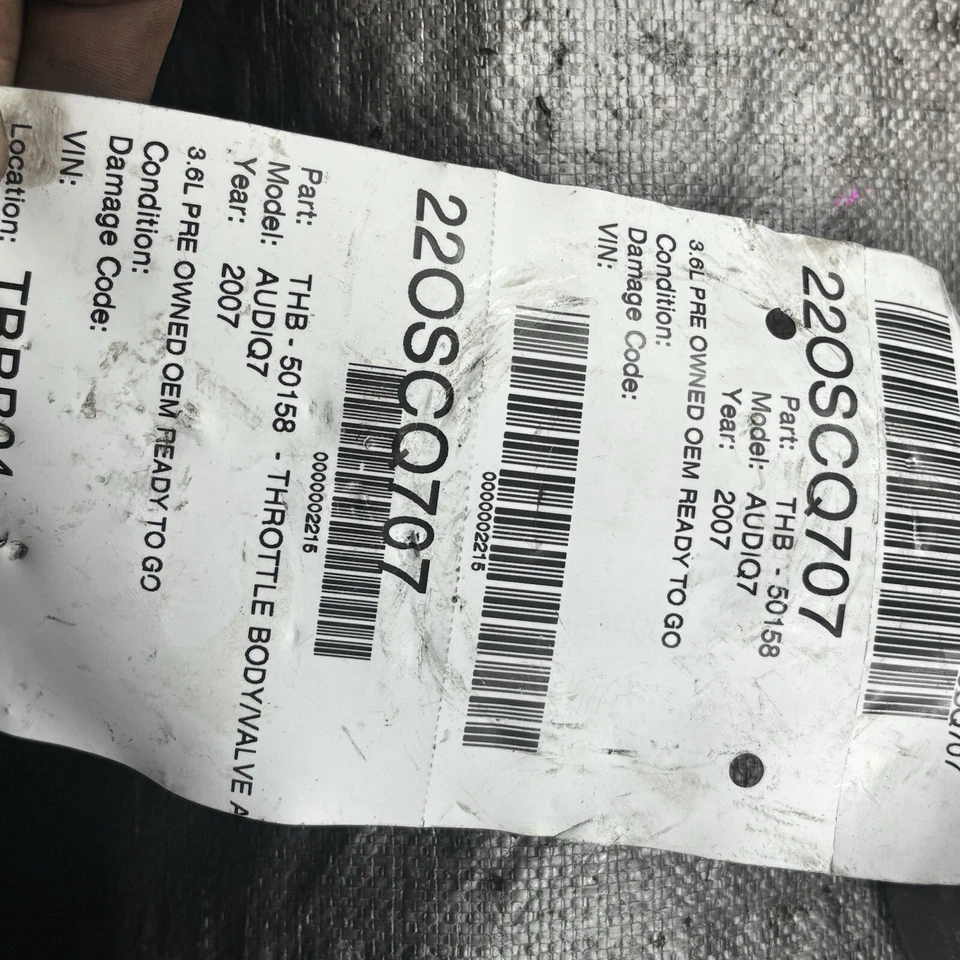 22OSCQ707
Part: THB - 50158
Model: AUDIQ7
Year: 2007
3.6L PRE OWNED OEM READY TO GO
Condition:
Damage Code:
VIN:
0000002215
22OSCQ707
0000002215
Part: THB - 50158 - THROTTLE BODY/VALVE A
Model: AUDIQ7
Year: 2007
3.6L PRE OWNED OEM READY TO GO
Condition:
Damage Code:
VIN:
Location: